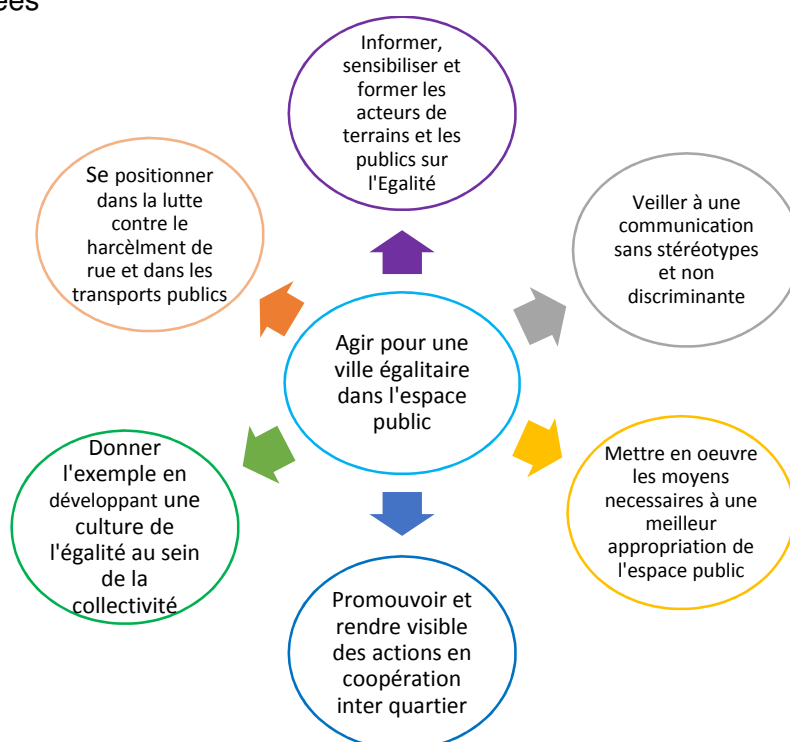 Informer,
sensibiliser et
former les
acteurs de
terrains et les
publics sur
l'Egalité
Veiller à une
communication
sans stéréotypes
et non
discriminante
Mettre en oeuvre
les moyens
necessaires à une
meilleur
appropriation de
l'espace public
Promouvoir et
rendre visible
des actions en
coopération
inter quartier
Donner
l'exemple en
développant une
culture de
l'égalité au sein
de la
collectivité
Se positionner
dans la lutte
contre le
harcèlment de
rue et dans les
transports publics
Agir pour une
ville égalitaire
dans l'espace
public